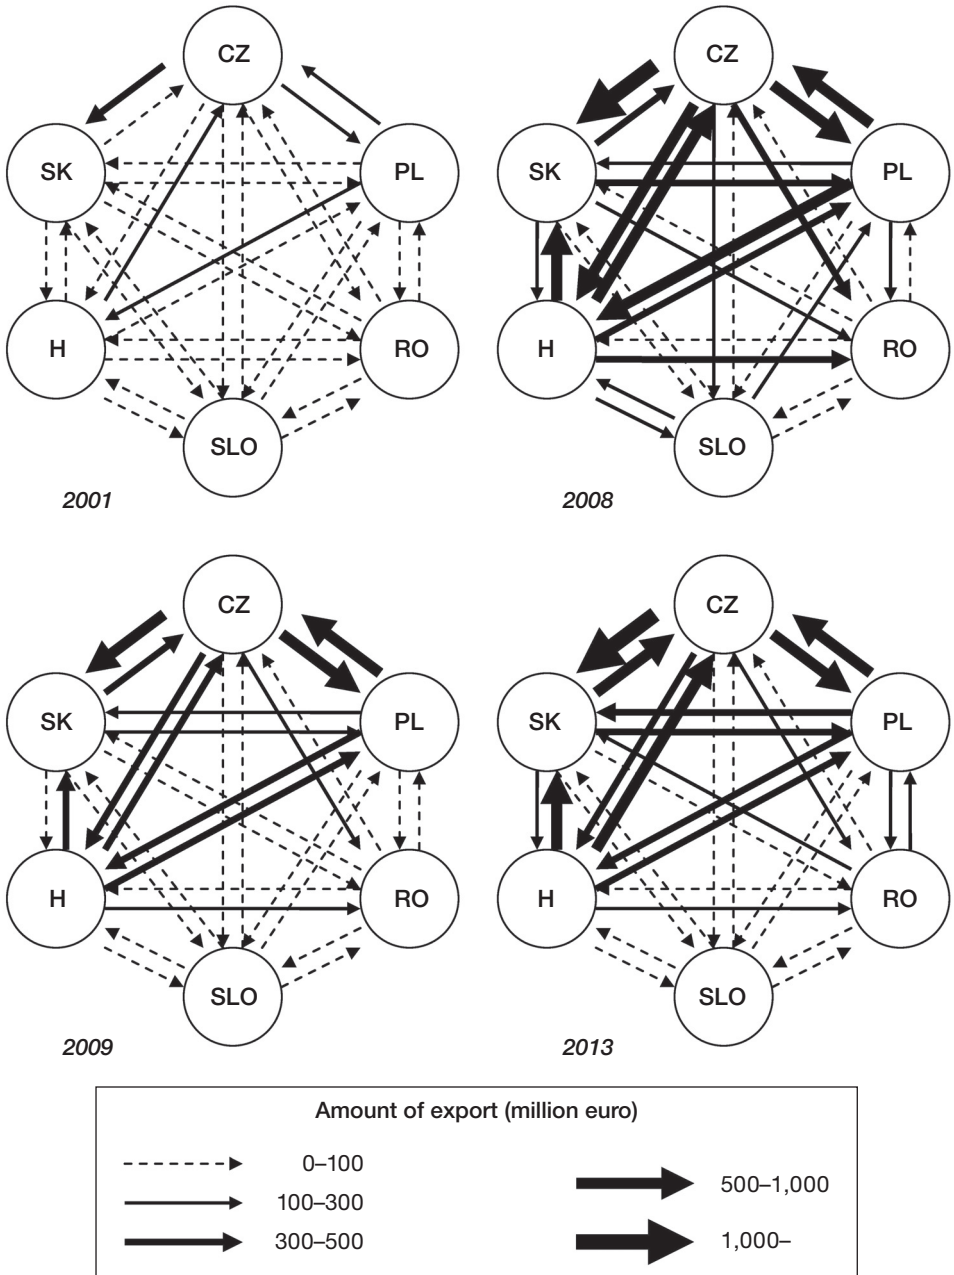 CZ CZ
SK PL SK PL
H RO H RO
SLO SLO
2001 2008
CZ CZ
SK PL SK PL
H RO H RO
SLO SLO
2009 2013
Amount of export (million euro)
0–100
100–300
300–500
500–1,000
1,000–